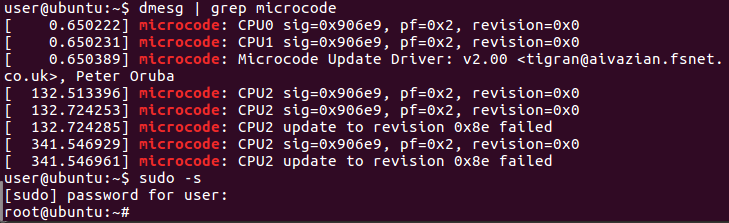 user@ubuntu:~$ dmesg | grep microcode
[    0.650222] microcode: CPU0 sig=0x906e9, pf=0x2, revision=0x0
[    0.650231] microcode: CPU1 sig=0x906e9, pf=0x2, revision=0x0
[    0.650389] microcode: Microcode Update Driver: v2.00 <tigran@aivazian.fsnet.
co.uk>, Peter Oruba
[  132.513396] microcode: CPU2 sig=0x906e9, pf=0x2, revision=0x0
[  132.724253] microcode: CPU2 sig=0x906e9, pf=0x2, revision=0x0
[  132.724285] microcode: CPU2 update to revision 0x8e failed
[  341.546929] microcode: CPU2 sig=0x906e9, pf=0x2, revision=0x0
[  341.546961] microcode: CPU2 update to revision 0x8e failed
user@ubuntu:~$ sudo -s
[sudo] password for user:
root@ubuntu:~#